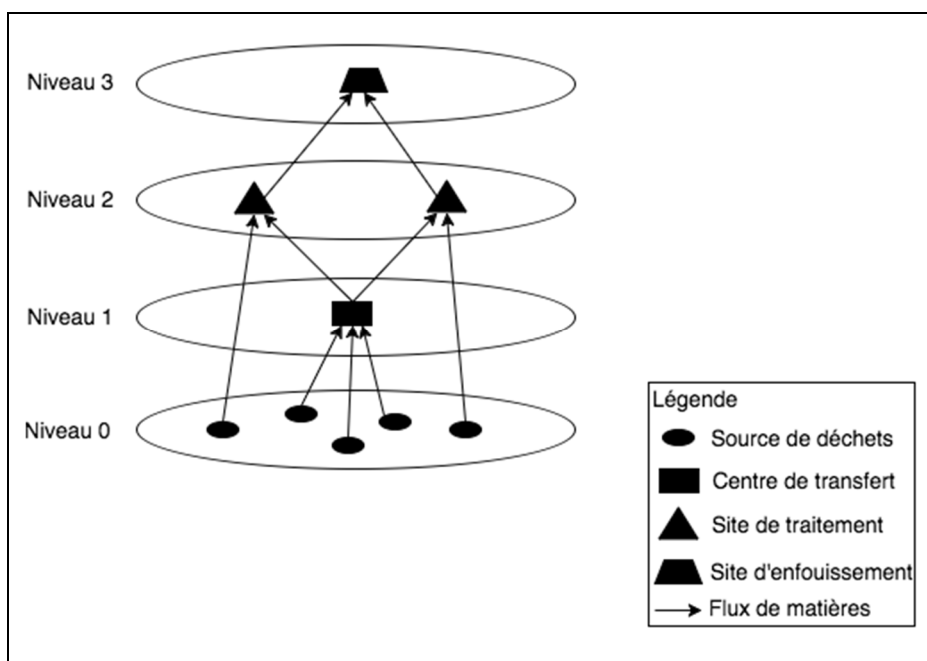 Niveau 3
Niveau 2
Niveau 1
Niveau 0
Légende
Source de déchets
Centre de transfert
Site de traitement
Site d'enfouissement
Flux de matières